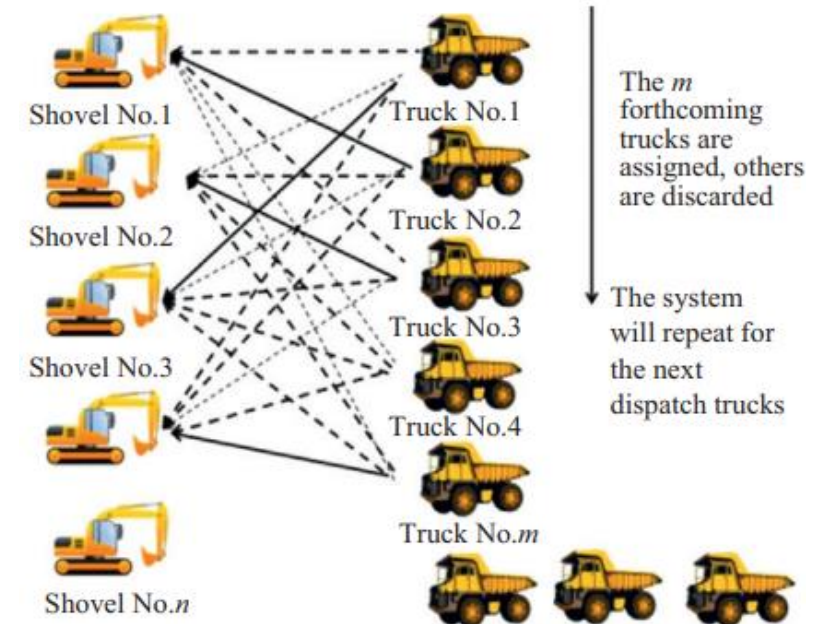 Shovel No.1
Truck No.1
The m
forthcoming
trucks are
assigned, others
are discarded
Shovel No.2
Truck No.2
Shovel No.3
Truck No.3
The system
will repeat for
the next
dispatch trucks
Truck No.4
Truck No.m
Shovel No.n